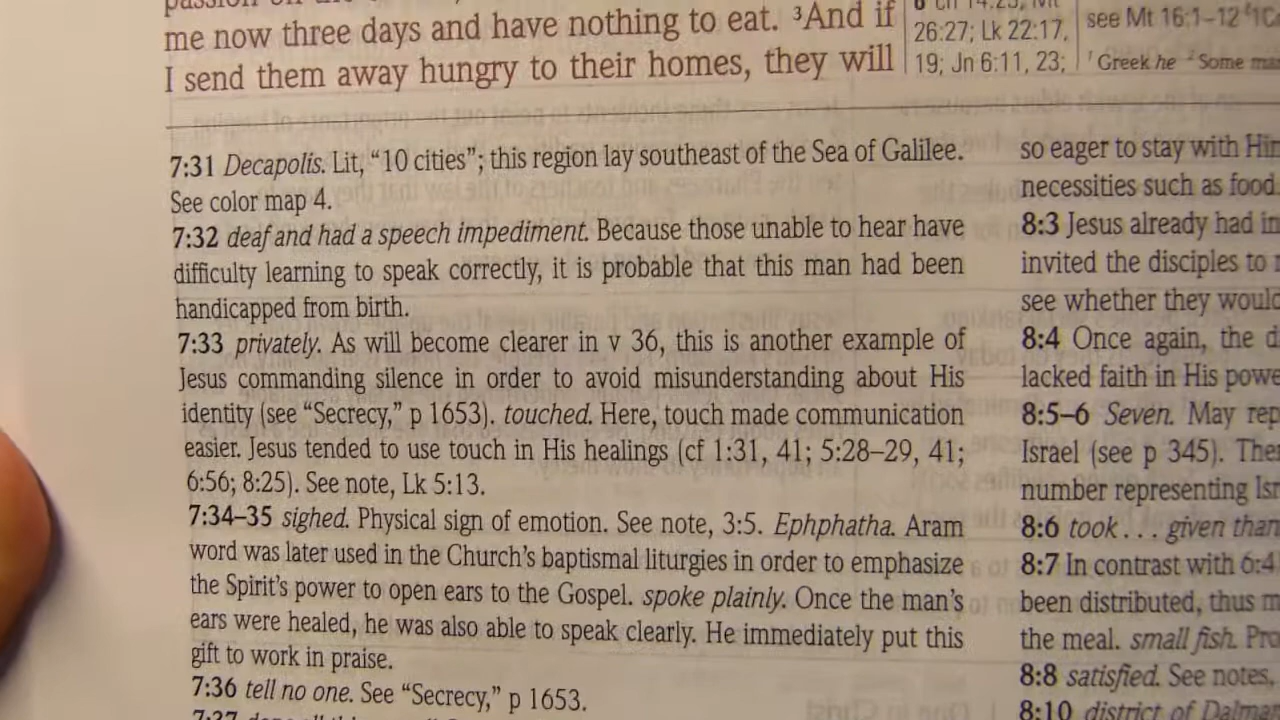 me now three days and have nothing to eat. ³And if
I send them away hungry to their homes, they will
26:27; Lk 22:17,
19; Jn 6:11, 23;
see Mt 16:1–12
¹ Greek he ² Some
7:31 Decapolis. Lit, “10 cities”; this region lay southeast of the Sea of Galilee.
See color map 4.
7:32 deaf and had a speech impediment. Because those unable to hear have
difficulty learning to speak correctly, it is probable that this man had been
handicapped from birth.
7:33 privately. As will become clearer in v 36, this is another example of
Jesus commanding silence in order to avoid misunderstanding about His
identity (see “Secrecy,” p 1653). touched. Here, touch made communication
easier. Jesus tended to use touch in His healings (cf 1:31, 41; 5:28–29, 41;
6:56; 8:25). See note, Lk 5:13.
7:34–35 sighed. Physical sign of emotion. See note, 3:5. Ephphatha. Aram
word was later used in the Church’s baptismal liturgies in order to emphasize
the Spirit’s power to open ears to the Gospel. spoke plainly. Once the man’s
ears were healed, he was also able to speak clearly. He immediately put this
gift to work in praise.
7:36 tell no one. See “Secrecy,” p 1653.
so eager to stay with
necessities such as food
8:3 Jesus already had
invited the disciples to
see whether they would
8:4 Once again, the
lacked faith in His
8:5–6 Seven. May
Israel (see p 345).
number representing
8:6 took . . . given
8:7 In contrast with 6:4
been distributed, thus
the meal. small fish.
8:8 satisfied. See notes,
8:10 district of